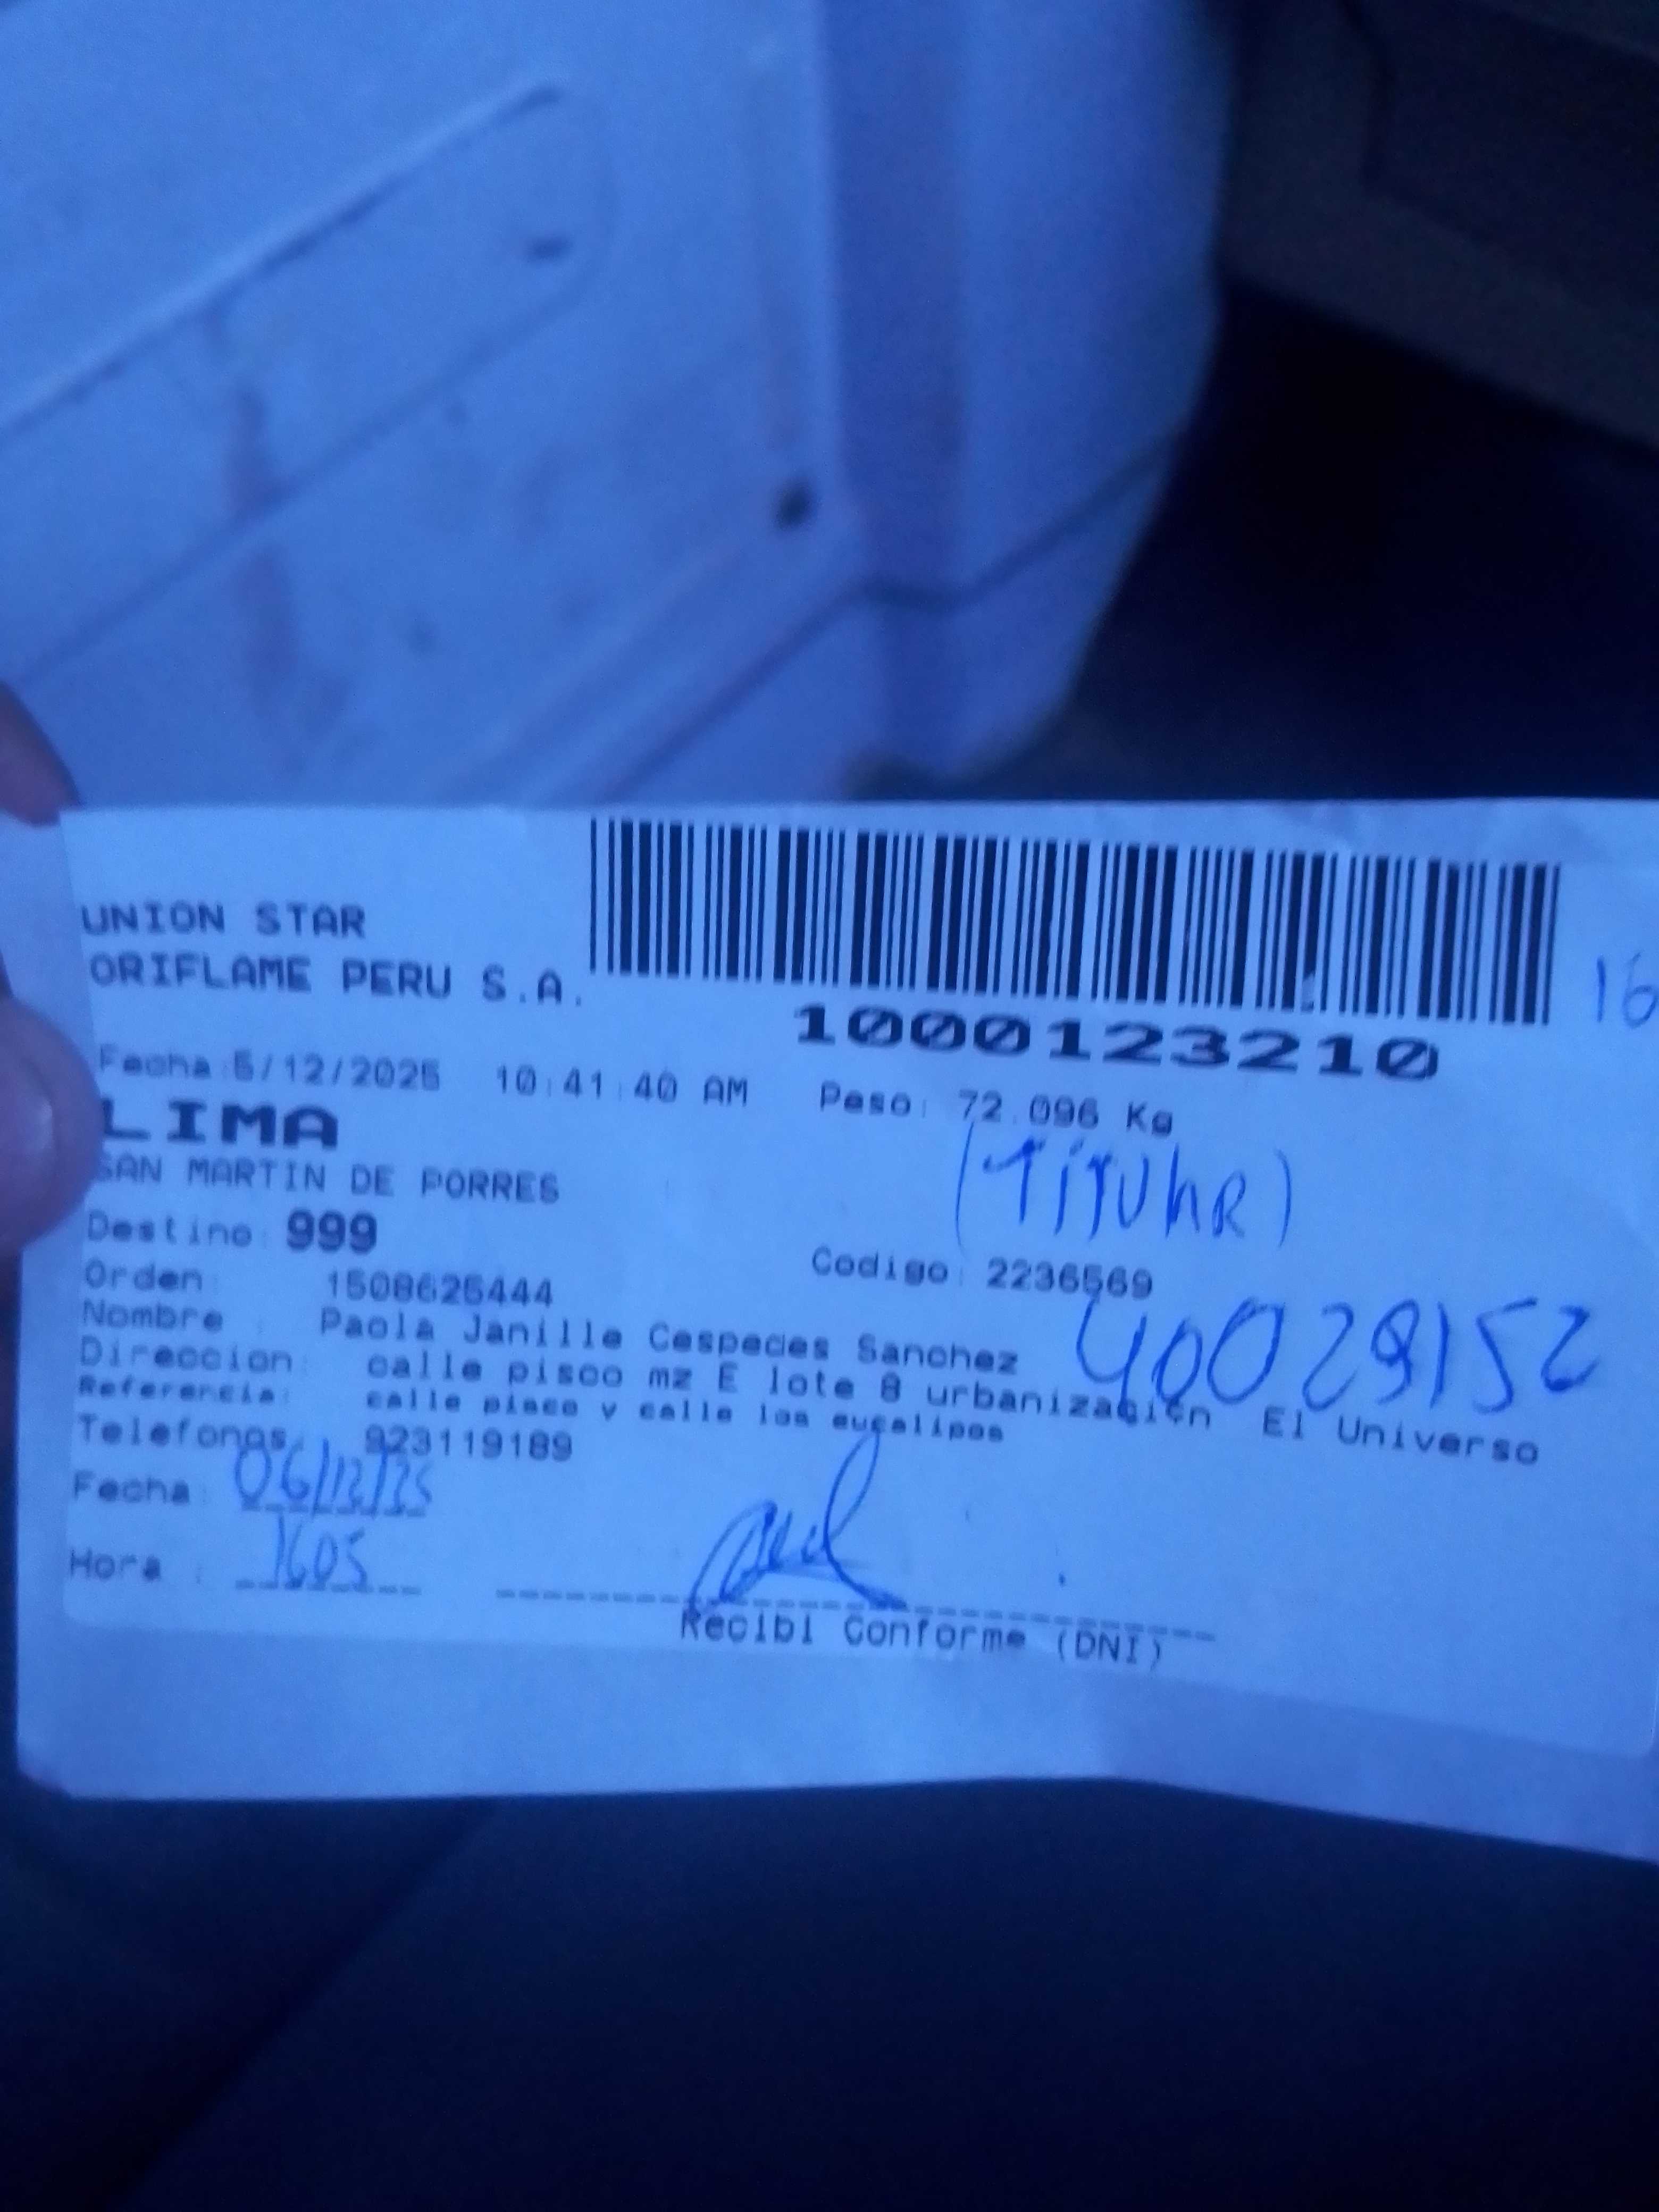 UNION STAR
ORIFLAME PERU S.A.
16
1000123210
Fecha:5/12/2025 10:41:40 AM Peso: 72.096 Kg
LIMA
(TITULAR)
SAN MARTIN DE PORRES
Destino: 999
Codigo: 2236569
Orden: 1508625444
Nombre : Paola Janille Cespedes Sanchez
40029152
Direccion: calle pisco mz E lote 8 urbanización El Universo
Referencia: calle pisco y calle los eucalipos
Telefonos: 923119189
Fecha: 06/12/25
Hora : 1605
Recibi Conforme (DNI)